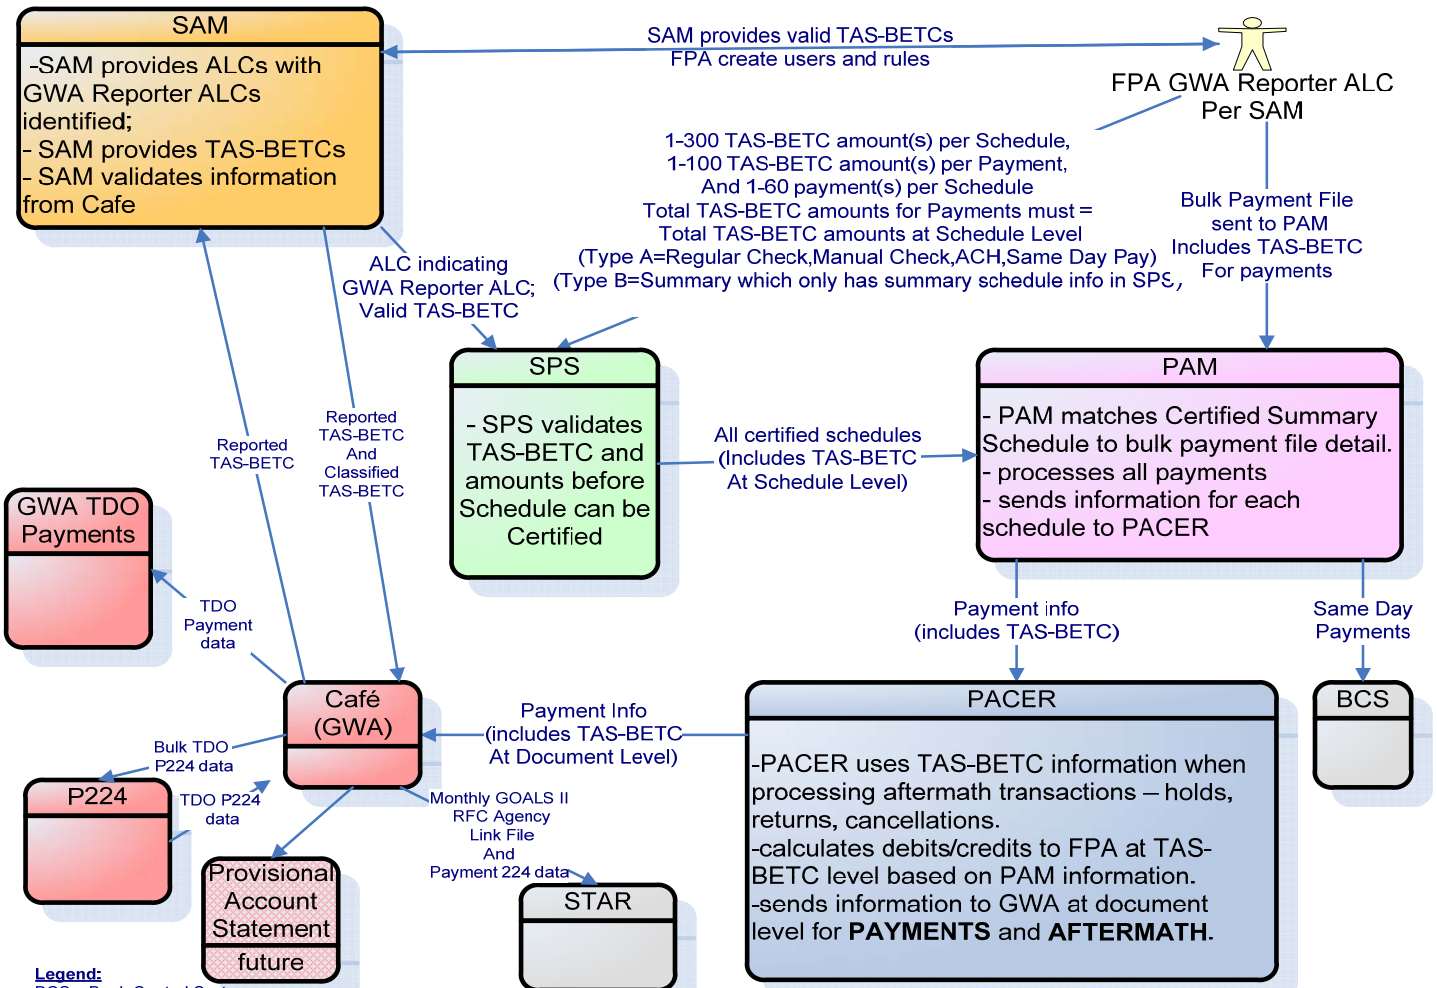 SAM
-SAM provides ALCs with
GWA Reporter ALCs
identified;
- SAM provides TAS-BETCs
- SAM validates information
from Cafe
SAM provides valid TAS-BETCs
FPA create users and rules
FPA GWA Reporter ALC
Per SAM
1-300 TAS-BETC amount(s) per Schedule,
1-100 TAS-BETC amount(s) per Payment,
And 1-60 payment(s) per Schedule
Total TAS-BETC amounts for Payments must =
Total TAS-BETC amounts at Schedule Level
(Type A=Regular Check,Manual Check,ACH,Same Day Pay)
(Type B=Summary which only has summary schedule info in SPS)
Bulk Payment File
sent to PAM
Includes TAS-BETC
For payments
ALC indicating
GWA Reporter ALC;
Valid TAS-BETC
SPS
- SPS validates
TAS-BETC and
amounts before
Schedule can be
Certified
All certified schedules
(Includes TAS-BETC
At Schedule Level)
PAM
- PAM matches Certified Summary
Schedule to bulk payment file detail.
- processes all payments
- sends information for each
schedule to PACER
Reported
TAS-BETC
Reported
TAS-BETC
And
Classified
TAS-BETC
GWA TDO
Payments
TDO
Payment
data
Payment info
(includes TAS-BETC)
Same Day
Payments
Café
(GWA)
Payment Info
(includes TAS-BETC
At Document Level)
PACER
-PACER uses TAS-BETC information when
processing aftermath transactions – holds,
returns, cancellations.
-calculates debits/credits to FPA at TAS-
BETC level based on PAM information.
-sends information to GWA at document
level for PAYMENTS and AFTERMATH.
BCS
Bulk TDO
P224 data
P224
TDO P224
data
Monthly GOALS II
RFC Agency
Link File
And
Payment 224 data
Provisional
Account
Statement
future
STAR
Legend: